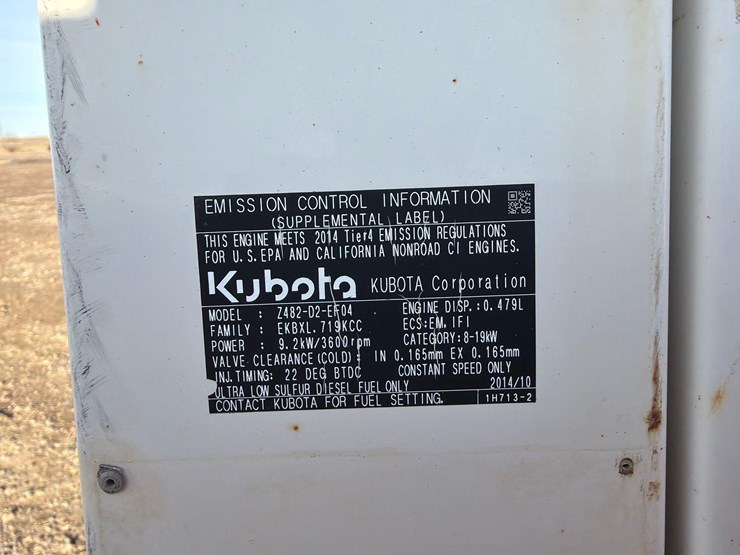 EMISSION CONTROL INFORMATION
(SUPPLEMENTAL LABEL)
THIS ENGINE MEETS 2014 Tier4 EMISSION REGULATIONS
FOR U.S.EPA AND CALIFORNIA NONROAD CI ENGINES.
Kubota KUBOTA Corporation
MODEL : Z482-D2-EF04 ENGINE DISP.:0.479L
FAMILY : EKBXL.719KCC ECS:EM, IFI
POWER : 9.2kW/3600rpm CATEGORY:8-19kW
VALVE CLEARANCE (COLD): IN 0.165mm EX 0.165mm
INJ.TIMING: 22 DEG BTDC CONSTANT SPEED ONLY
ULTRA LOW SULFUR DIESEL FUEL ONLY 2014/10
CONTACT KUBOTA FOR FUEL SETTING. 1H713-2